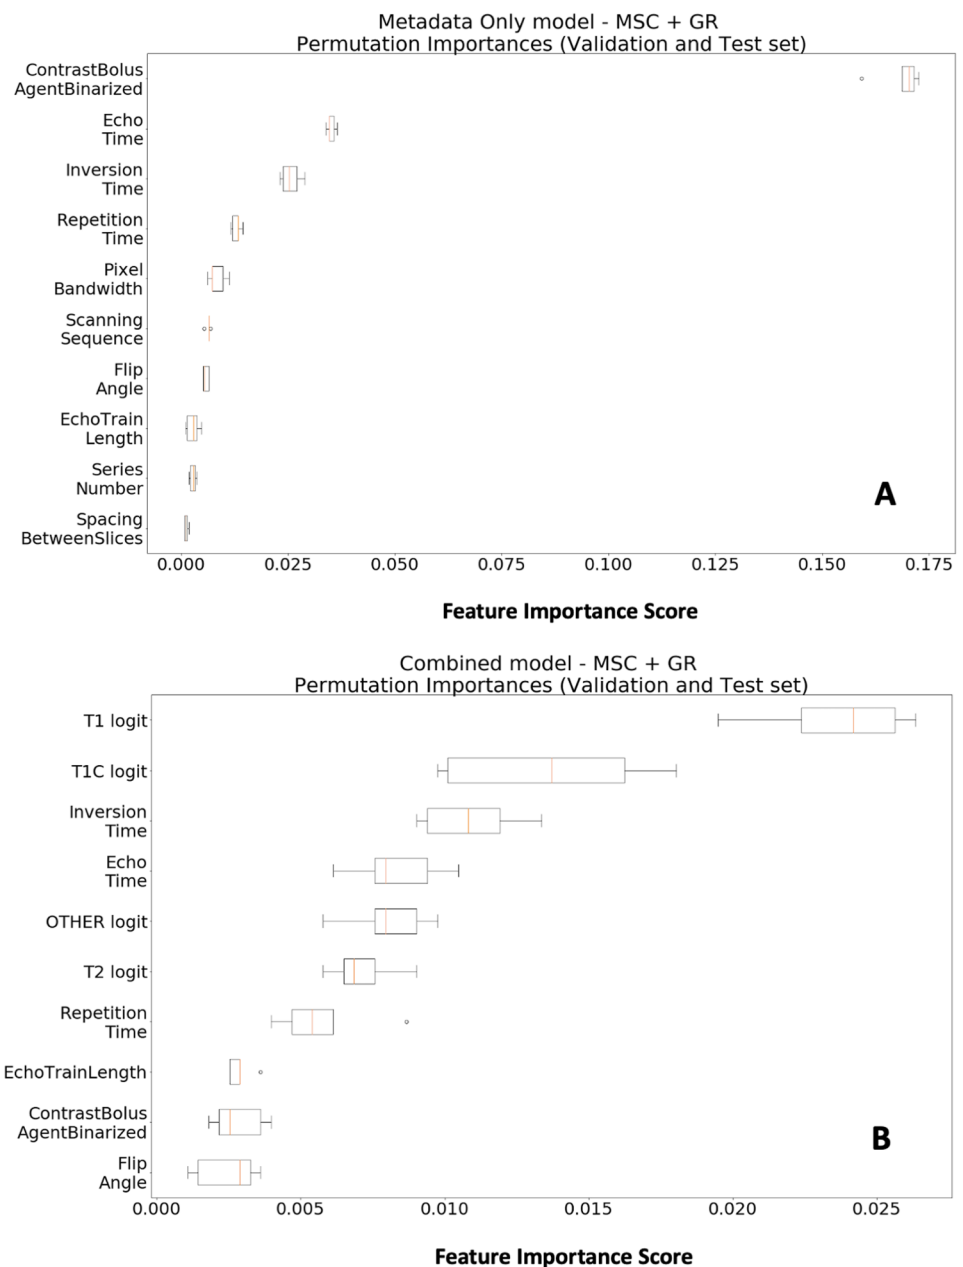 Metadada Only model - MSC + GR
Permutation Importances (Validation and Test set)
ContrastBolus
AgentBinarized
Echo
Time
Inversion
Time
Repetition
Time
Pixel
Bandwidth
Scanning
Sequence
Flip
Angle
EchoTrain
Length
Series
Number
Spacing
BetweenSlices
A
0.000 0.025 0.050 0.075 0.100 0.125 0.150 0.175
Feature Importance Score
Combined model - MSC + GR
Permutation Importances (Validation and Test set)
T1 logit
T1C logit
Inversion
Time
Echo
Time
OTHER logit
T2 logit
Repetition
Time
EchoTrainLength
ContrastBolus
AgentBinarized
Flip
Angle
B
0.000 0.005 0.010 0.015 0.020 0.025
Feature Importance Score